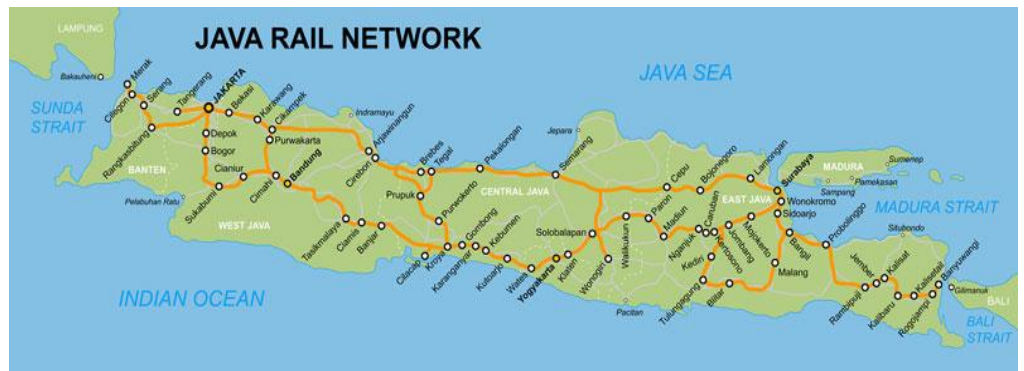 LAMPUNG
JAVA RAIL NETWORK
Bakauheni
Merak
Cilegon
Serang
Tangerang
JAKARTA
Bekasi
Karawang
Cikampek
JAVA SEA
SUNDA
STRAIT
Indramayu
Arjawinangun
Jepara
Rangkasbitung
Depok
Bogor
Purwakarta
BANTEN
Cianjur
Cimahi
Bandung
Cirebon
Brebes
Tegal
Pekalongan
Semarang
Cepu
Bojonegoro
Lamongan
Surabaya
MADURA
Sumenep
Pamekasan
Sampang
Pelabuhan Ratu
Sukabumi
WEST JAVA
Prupuk
Purwokerto
CENTRAL JAVA
EAST JAVA
Wonokromo
Sidoarjo
MADURA STRAIT
Tasikmalaya
Ciamis
Banjar
Cilacap
Kroya
Gombong
Karanganyar
Kebumen
Kutoarjo
Wates
Yogyakarta
Klaten
Solobalapan
Wonogiri
Walikukun
Paron
Madiun
Caruban
Nganjuk
Kertosono
Jombang
Mojokerto
Bangil
Probolinggo
Situbondo
Kediri
Tulungagung
Blitar
Malang
Pacitan
Jember
Rambipuji
Kalisat
Kalibaru
Kalisetail
Rogojampi
Banyuwangi
Gilimanuk
BALI
BALI
STRAIT
INDIAN OCEAN